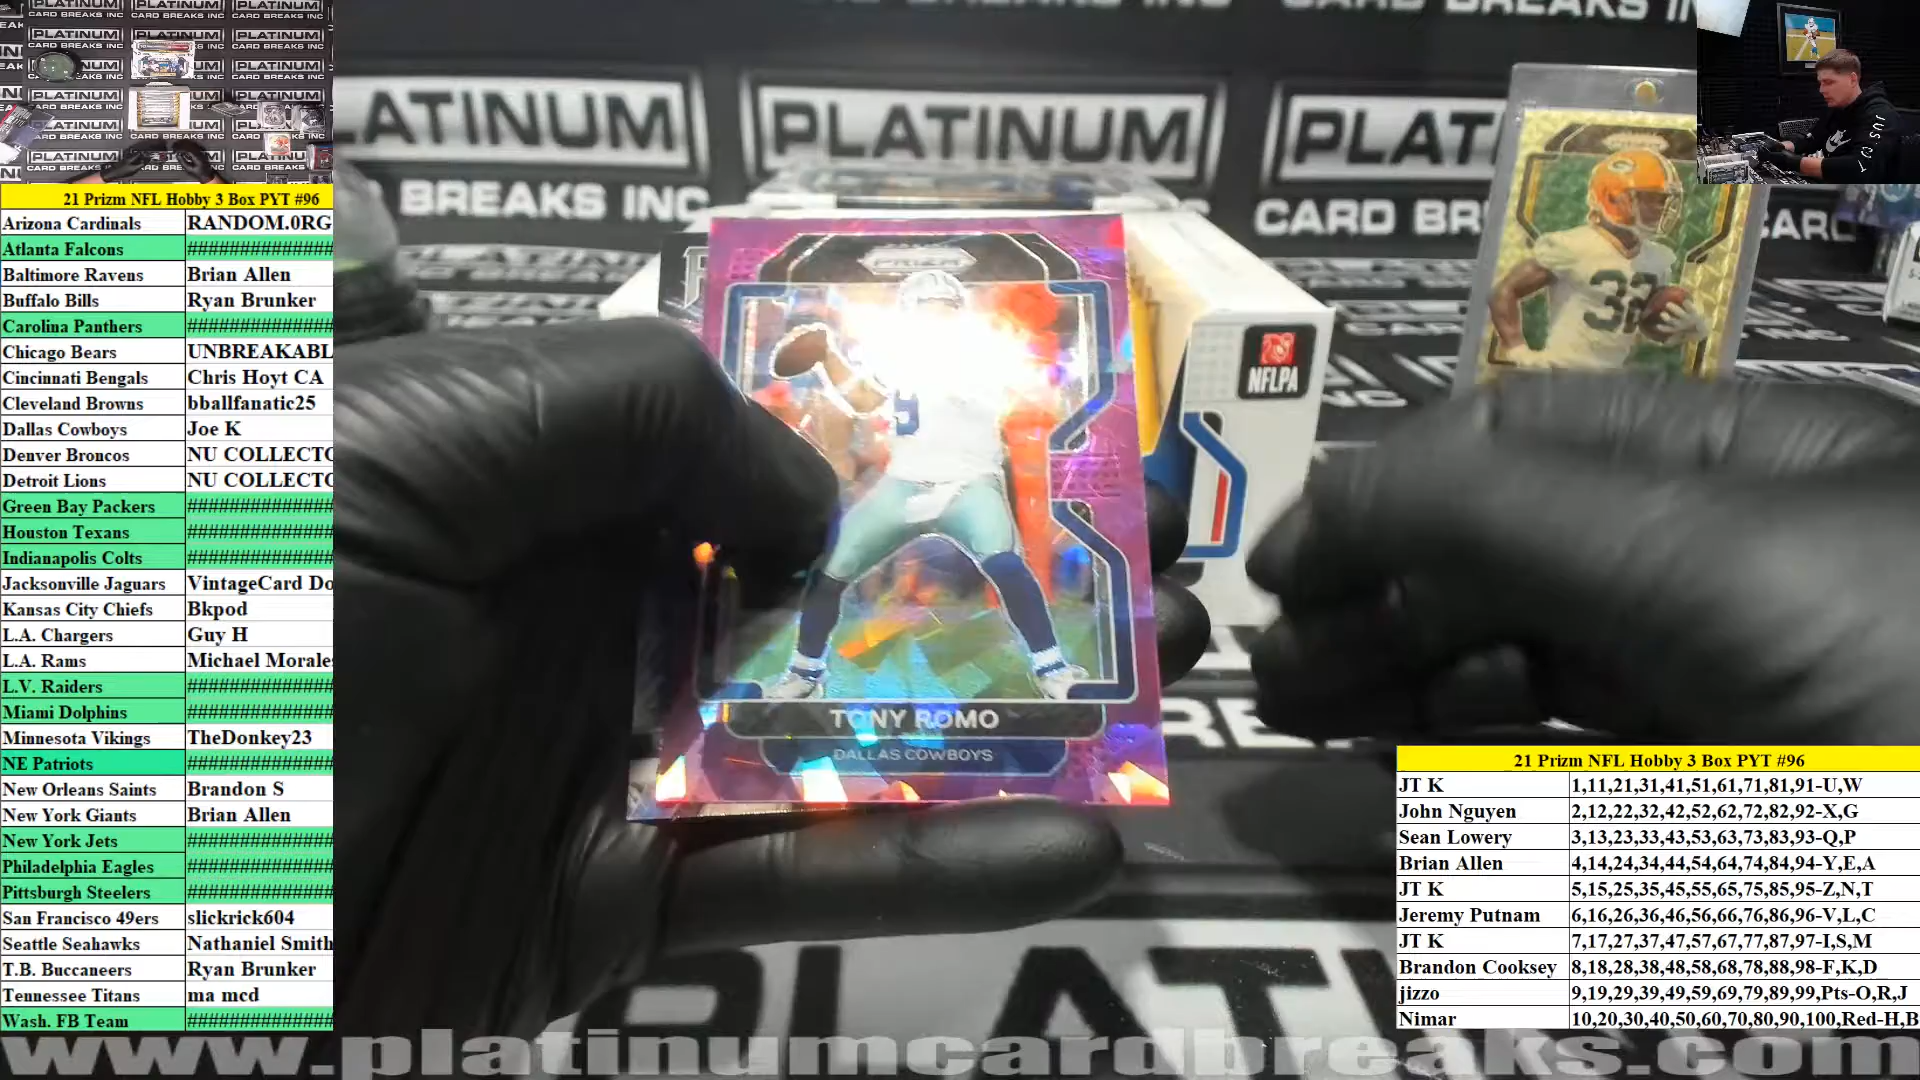 PLATINUM
CARD BREAKS INC
21 Prizm NFL Hobby 3 Box PYT #96
Arizona Cardinals RANDOM.0RG
Atlanta Falcons ################
Baltimore Ravens Brian Allen
Buffalo Bills Ryan Brunker
Carolina Panthers ################
Chicago Bears UNBREAKABL
Cincinnati Bengals Chris Hoyt CA
Cleveland Browns bballfanatic25
Dallas Cowboys Joe K
Denver Broncos NU COLLECTO
Detroit Lions NU COLLECTO
Green Bay Packers ################
Houston Texans ################
Indianapolis Colts ################
Jacksonville Jaguars VintageCard Do
Kansas City Chiefs Bkpod
L.A. Chargers Guy H
L.A. Rams Michael Morales
L.V. Raiders ################
Miami Dolphins ################
Minnesota Vikings TheDonkey23
NE Patriots ################
New Orleans Saints Brandon S
New York Giants Brian Allen
New York Jets ################
Philadelphia Eagles ################
Pittsburgh Steelers ################
San Francisco 49ers slickrick604
Seattle Seahawks Nathaniel Smith
T.B. Buccaneers Ryan Brunker
Tennessee Titans ma mcd
Wash. FB Team ################
LATINUM PLATINUM PLAT
BREAKS INC CARD BRE
PRIZM
9
TONY ROMO
DALLAS COWBOYS
NFLPA
32
JUST
21 Prizm NFL Hobby 3 Box PYT #96
JT K 1,11,21,31,41,51,61,71,81,91-U,W
John Nguyen 2,12,22,32,42,52,62,72,82,92-X,G
Sean Lowery 3,13,23,33,43,53,63,73,83,93-Q,P
Brian Allen 4,14,24,34,44,54,64,74,84,94-Y,E,A
JT K 5,15,25,35,45,55,65,75,85,95-Z,N,T
Jeremy Putnam 6,16,26,36,46,56,66,76,86,96-V,L,C
JT K 7,17,27,37,47,57,67,77,87,97-I,S,M
Brandon Cooksey 8,18,28,38,48,58,68,78,88,98-F,K,D
jizzo 9,19,29,39,49,59,69,79,89,99,Pts-O,R,J
Nimar 10,20,30,40,50,60,70,80,90,100,Red-H,B
www.platinumcardbreaks.com